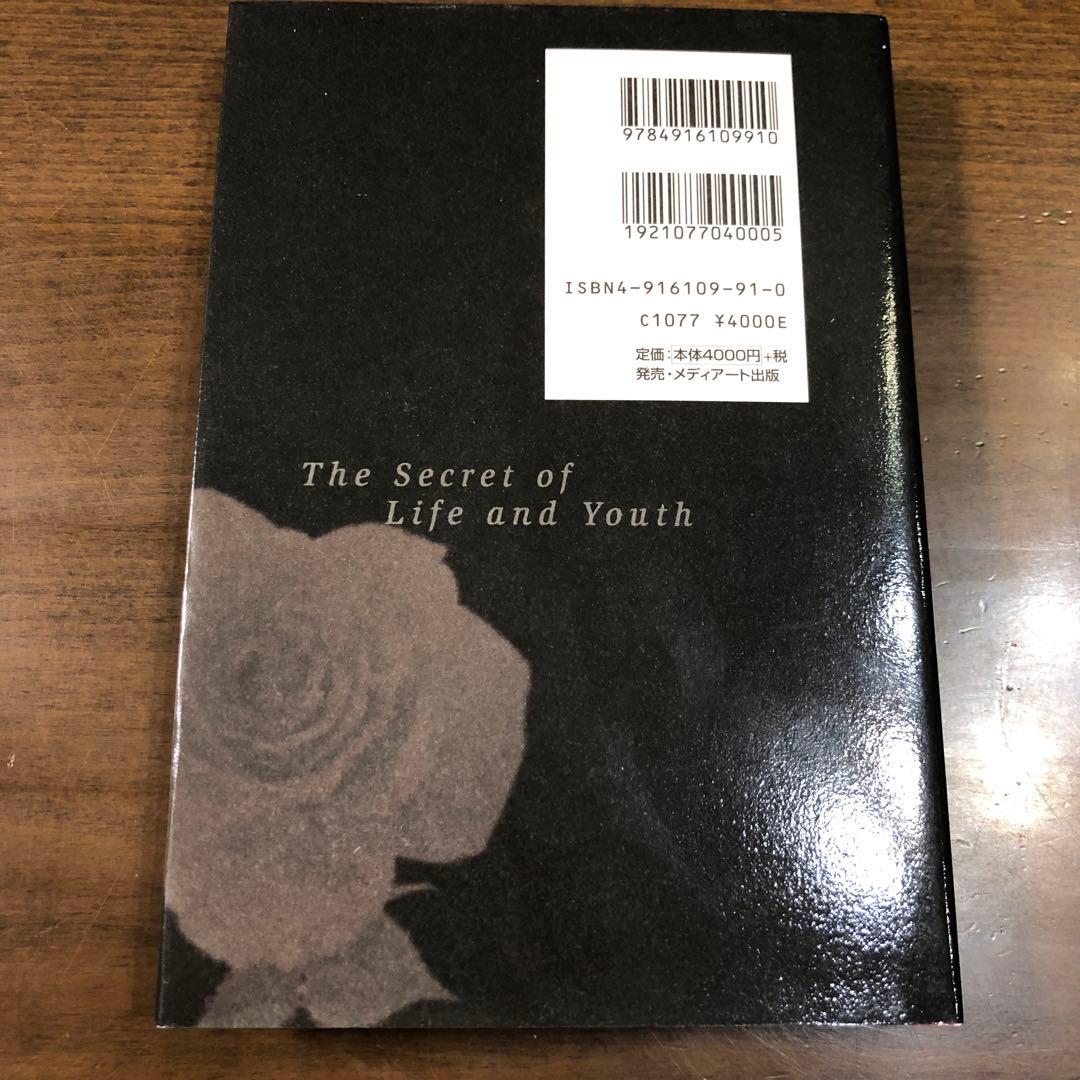 9784916109910
1921077040005
ISBN4-916109-91-0
C1077 ¥4000E
定価：本体4000円+税
発売・メディアート出版
The Secret of
Life and Youth